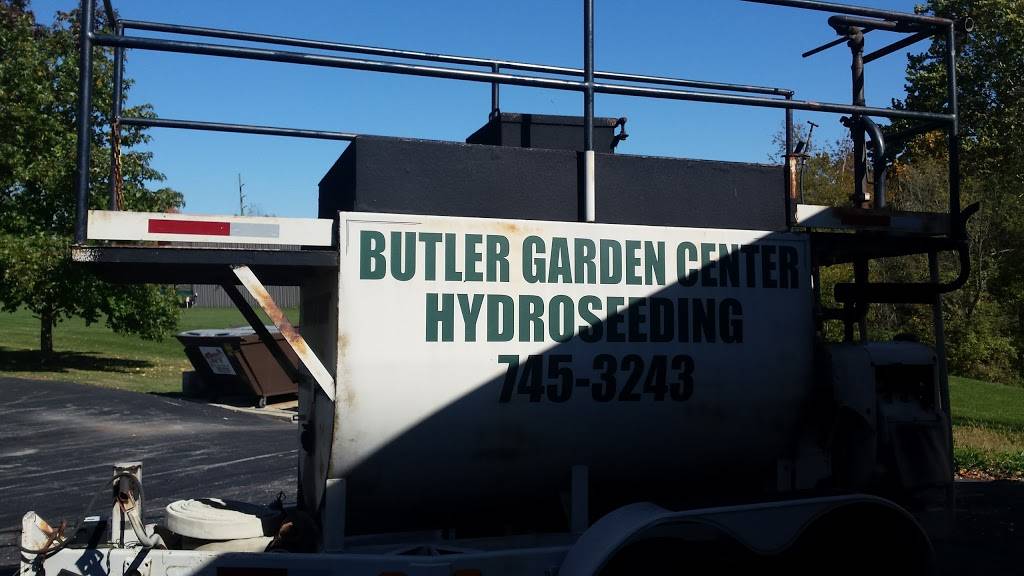 BUTLER GARDEN CENTER
HYDROSEEDING
745-3243